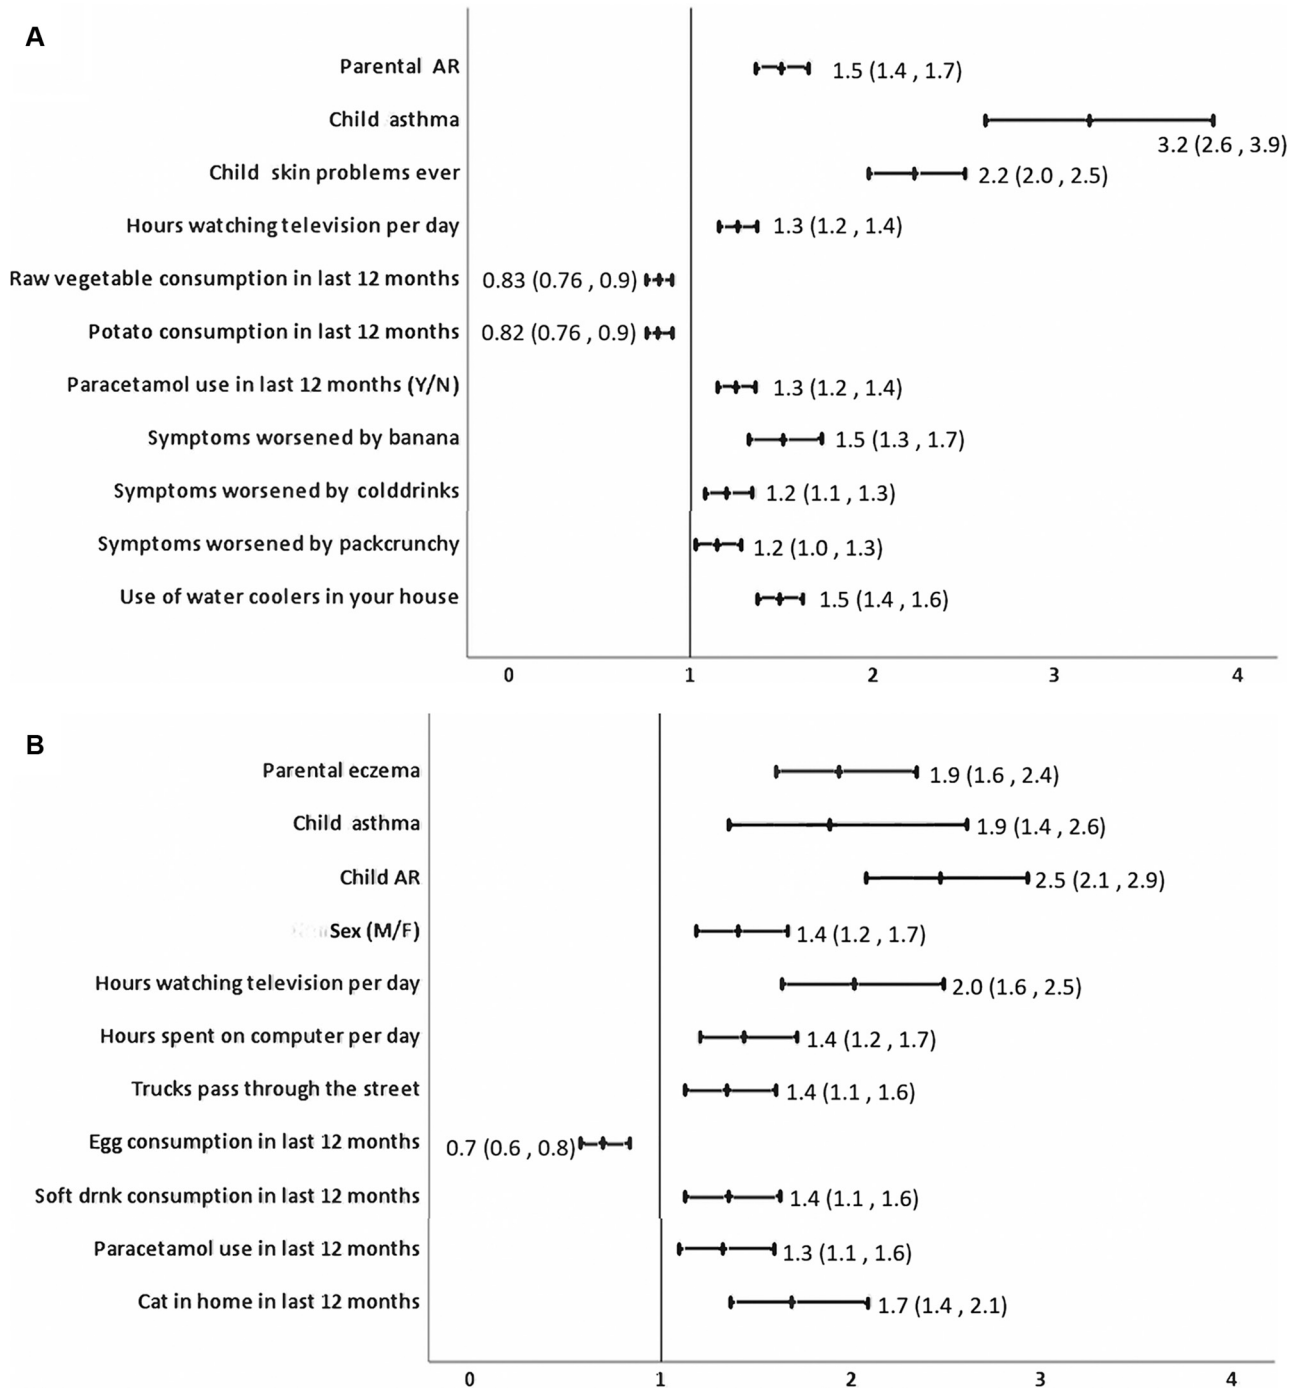 A
Parental AR
1.5 (1.4 , 1.7)
Child asthma
3.2 (2.6 , 3.9)
Child skin problems ever
2.2 (2.0 , 2.5)
Hours watching television per day
1.3 (1.2 , 1.4)
Raw vegetable consumption in last 12 months
0.83 (0.76 , 0.9)
Potato consumption in last 12 months
0.82 (0.76 , 0.9)
Paracetamol use in last 12 months (Y/N)
1.3 (1.2 , 1.4)
Symptoms worsened by banana
1.5 (1.3 , 1.7)
Symptoms worsened by colddrinks
1.2 (1.1 , 1.3)
Symptoms worsened by packcrunchy
1.2 (1.0 , 1.3)
Use of water coolers in your house
1.5 (1.4 , 1.6)
0 1 2 3 4
B
Parental eczema
1.9 (1.6 , 2.4)
Child asthma
1.9 (1.4 , 2.6)
Child AR
2.5 (2.1 , 2.9)
Sex (M/F)
1.4 (1.2 , 1.7)
Hours watching television per day
2.0 (1.6 , 2.5)
Hours spent on computer per day
1.4 (1.2 , 1.7)
Trucks pass through the street
1.4 (1.1 , 1.6)
Egg consumption in last 12 months
0.7 (0.6 , 0.8)
Soft drnk consumption in last 12 months
1.4 (1.1 , 1.6)
Paracetamol use in last 12 months
1.3 (1.1 , 1.6)
Cat in home in last 12 months
1.7 (1.4 , 2.1)
0 1 2 3 4